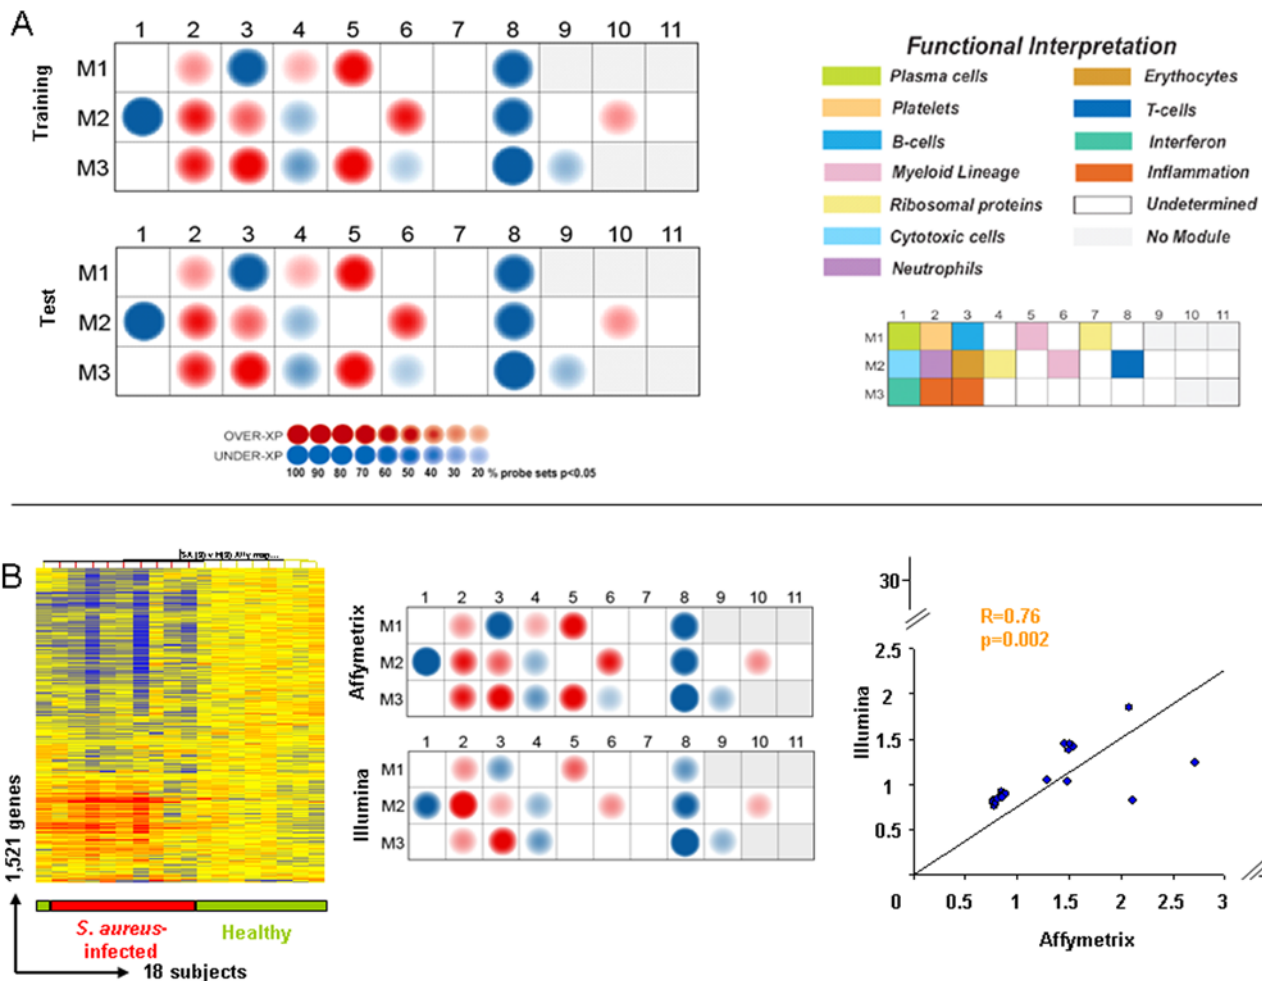 A
1 2 3 4 5 6 7 8 9 10 11
Training
M1
M2
M3
1 2 3 4 5 6 7 8 9 10 11
Test
M1
M2
M3
OVER-XP
UNDER-XP
100 90 80 70 60 50 40 30 20 % probe sets p<0.05
Functional Interpretation
Plasma cells
Platelets
B-cells
Myeloid Lineage
Ribosomal proteins
Cytotoxic cells
Neutrophils
Erythocytes
T-cells
Interferon
Inflammation
Undetermined
No Module
1 2 3 4 5 6 7 8 9 10 11
M1
M2
M3
B
1,521 genes
S. aureus-
infected
Healthy
18 subjects
1 2 3 4 5 6 7 8 9 10 11
Affymetrix
M1
M2
M3
1 2 3 4 5 6 7 8 9 10 11
Illumina
M1
M2
M3
R=0.76
p=0.002
30
2.5
2
1.5
1
0.5
Illumina
0 0.5 1 1.5 2 2.5 3
Affymetrix